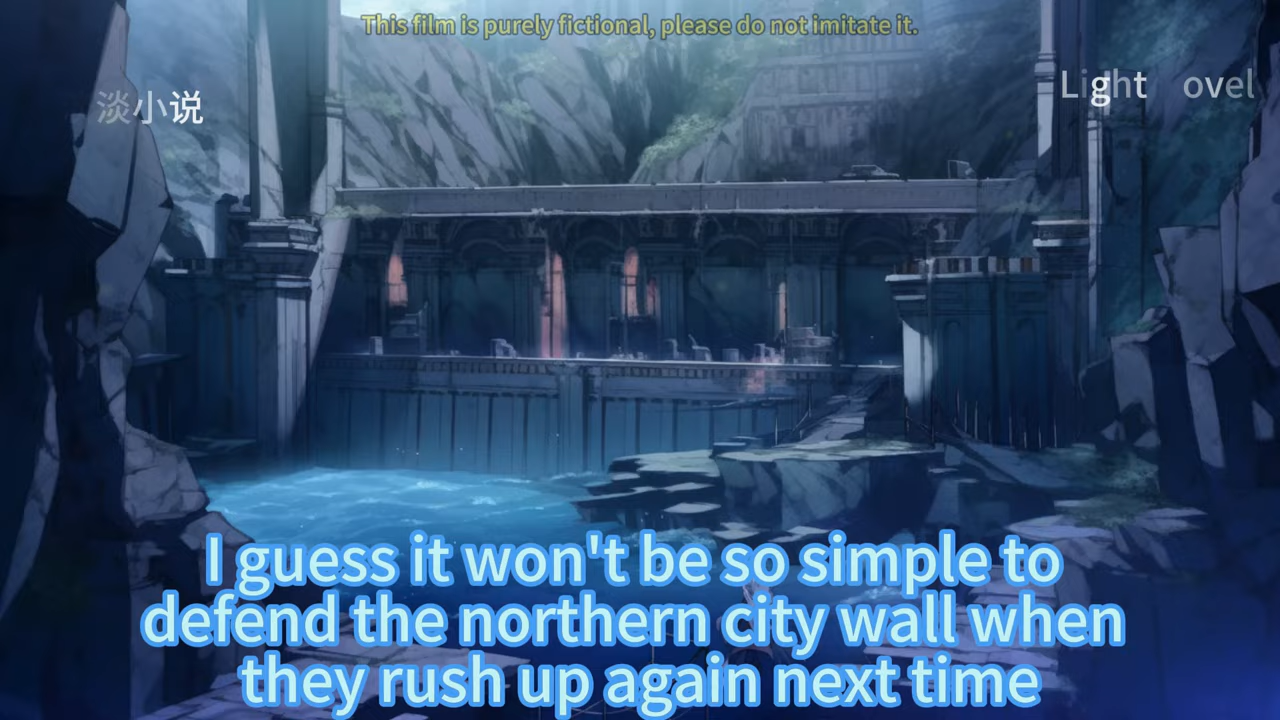 This film is purely fictional, please do not imitate it.
淡小说
Light ovel
I guess it won't be so simple to
defend the northern city wall when
they rush up again next time